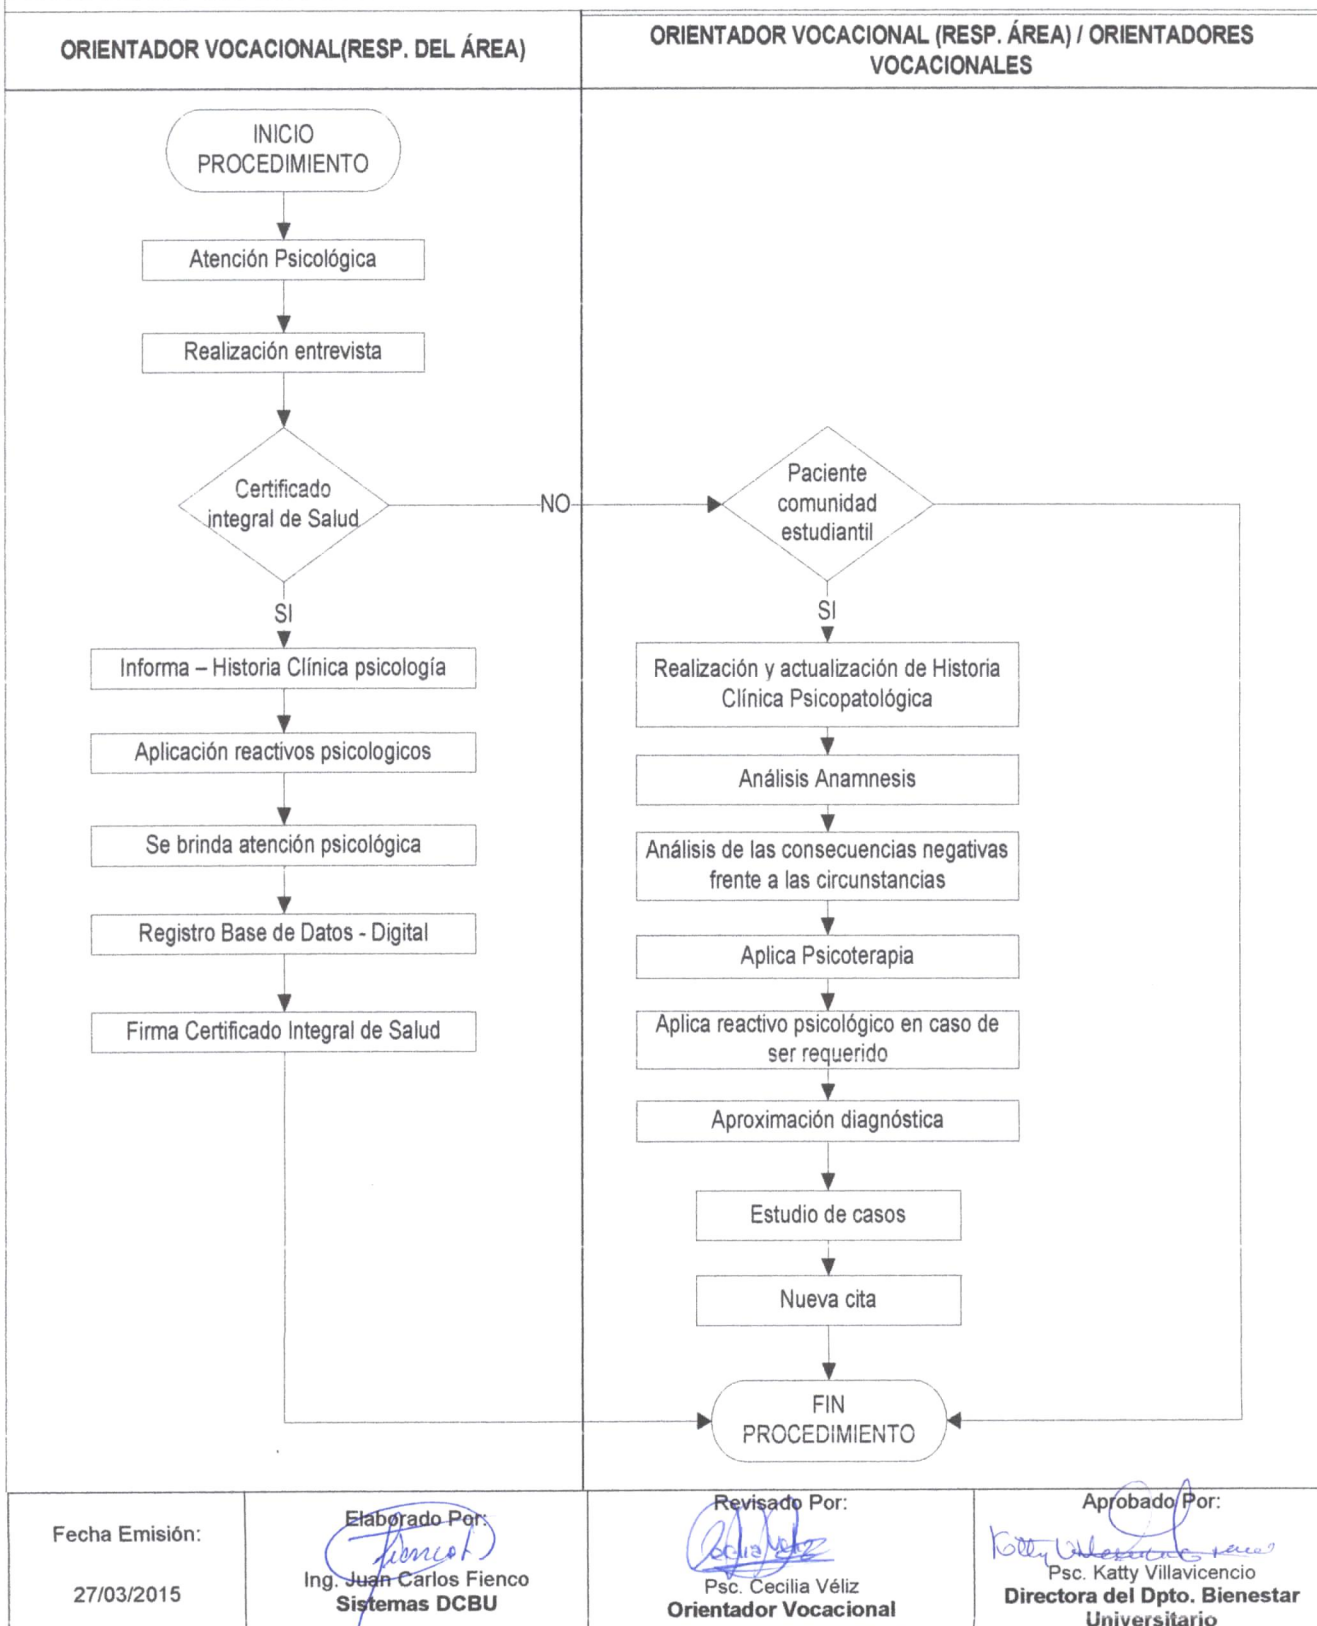 ORIENTADOR VOCACIONAL(RESP. DEL ÁREA)
ORIENTADOR VOCACIONAL (RESP. ÁREA) / ORIENTADORES
VOCACIONALES
INICIO
PROCEDIMIENTO
Atención Psicológica
Realización entrevista
Certificado
integral de Salud
NO
Paciente
comunidad
estudiantil
SI
Informa – Historia Clínica psicología
Aplicación reactivos psicologicos
Se brinda atención psicológica
Registro Base de Datos - Digital
Firma Certificado Integral de Salud
SI
Realización y actualización de Historia
Clínica Psicopatológica
Análisis Anamnesis
Análisis de las consecuencias negativas
frente a las circunstancias
Aplica Psicoterapia
Aplica reactivo psicológico en caso de
ser requerido
Aproximación diagnóstica
Estudio de casos
Nueva cita
FIN
PROCEDIMIENTO
Fecha Emisión:
27/03/2015
Elaborado Por:
Ing. Juan Carlos Fienco
Sistemas DCBU
Revisado Por:
Psc. Cecilia Véliz
Orientador Vocacional
Aprobado Por:
Psc. Katty Villavicencio
Directora del Dpto. Bienestar
Universitario